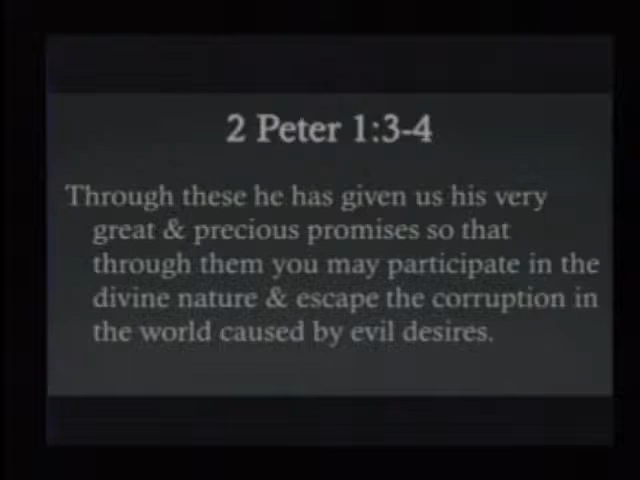 2 Peter 1:3-4
Through these he has given us his very
great & precious promises so that
through them you may participate in the
divine nature & escape the corruption in
the world caused by evil desires.